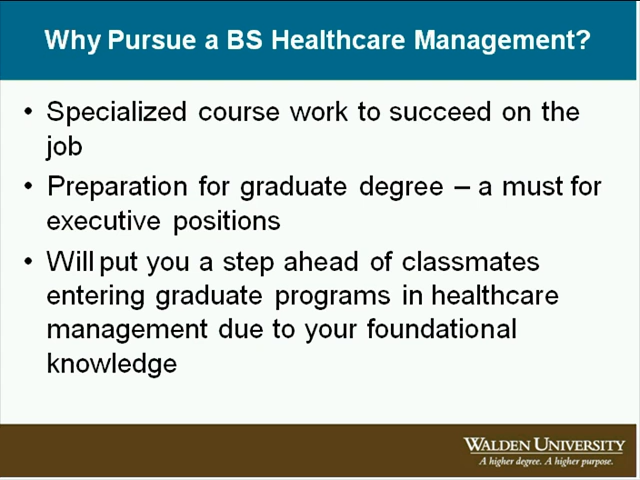 Why Pursue a BS Healthcare Management?
• Specialized course work to succeed on the
job
• Preparation for graduate degree – a must for
executive positions
• Will put you a step ahead of classmates
entering graduate programs in healthcare
management due to your foundational
knowledge
WALDEN UNIVERSITY
A higher degree. A higher purpose.